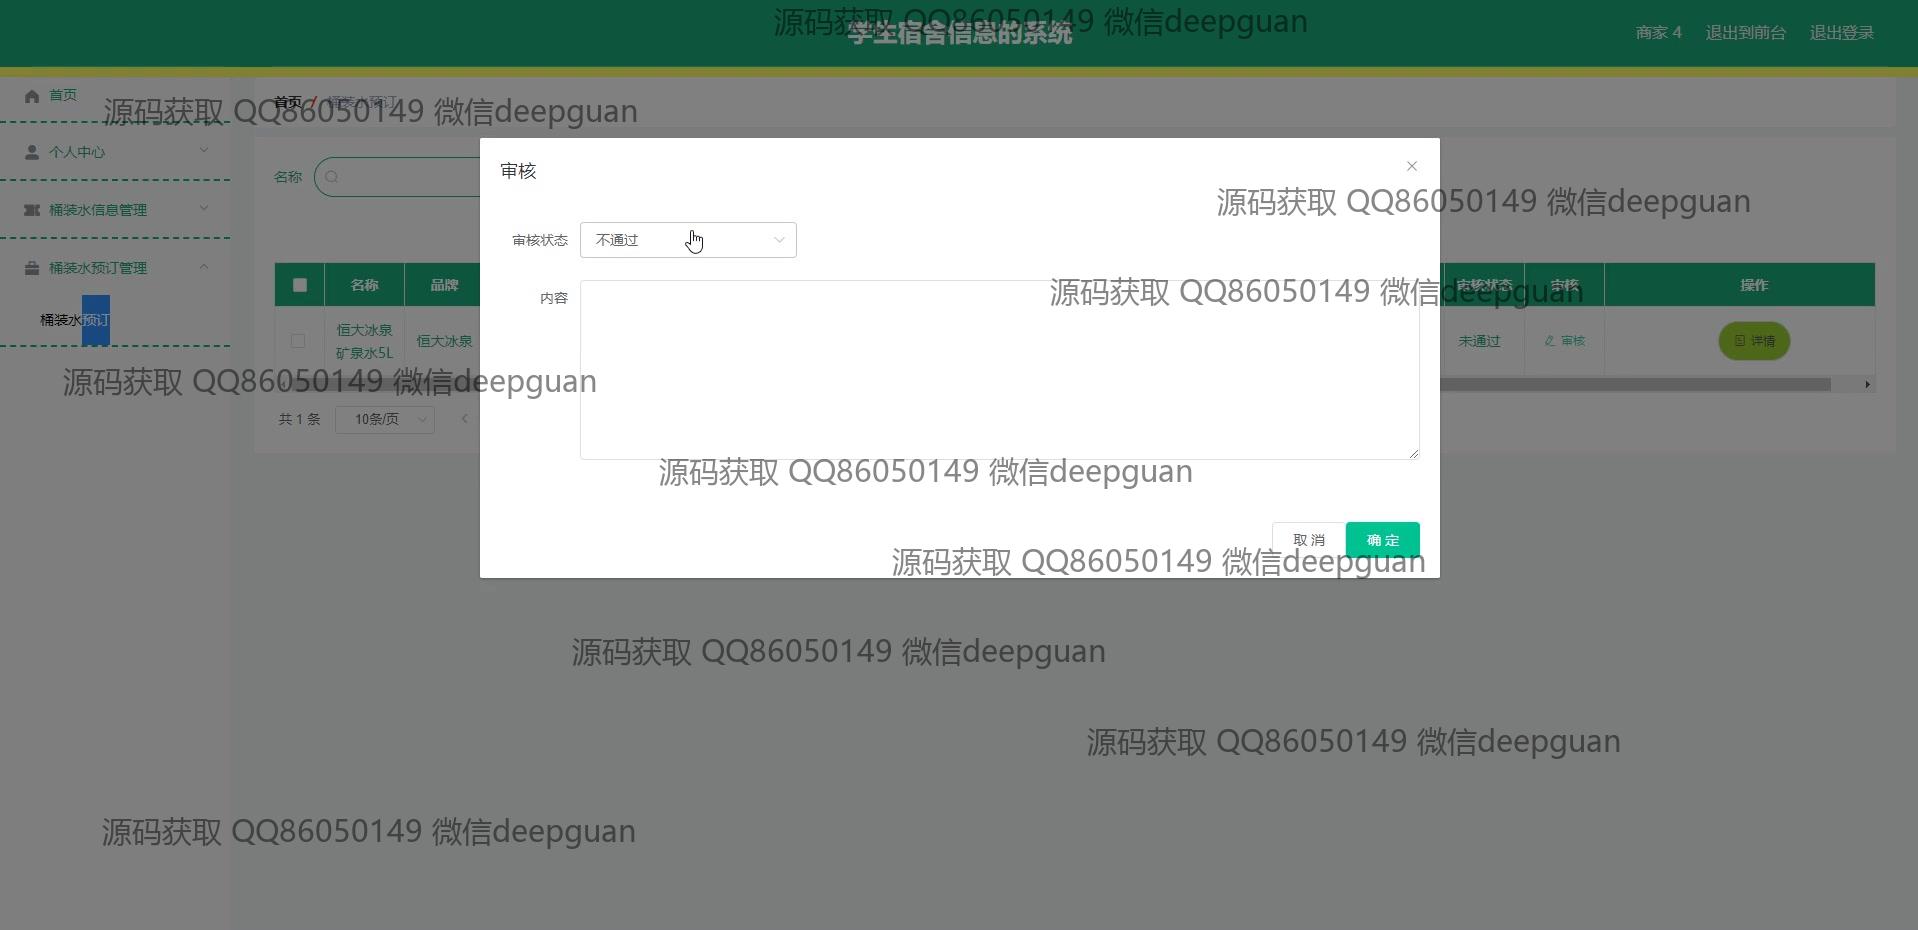 学生宿舍信息的系统
源码获取 QQ86050149 微信deepguan
商家 4 退出到前台 退出登录
首页
首页 / 桶装水预订
源码获取 QQ86050149 微信deepguan
个人中心
名称
桶装水信息管理
桶装水预订管理
桶装水预订
审核
源码获取 QQ86050149 微信deepguan
审核状态 不通过
内容
源码获取 QQ86050149 微信deepguan
名称 品牌 审核状态 审核 操作
恒大冰泉
矿泉水5L
恒大冰泉 未通过 审核 详情
源码获取 QQ86050149 微信deepguan
共 1 条 10条/页
源码获取 QQ86050149 微信deepguan
取消 确定
源码获取 QQ86050149 微信deepguan
源码获取 QQ86050149 微信deepguan
源码获取 QQ86050149 微信deepguan
源码获取 QQ86050149 微信deepguan